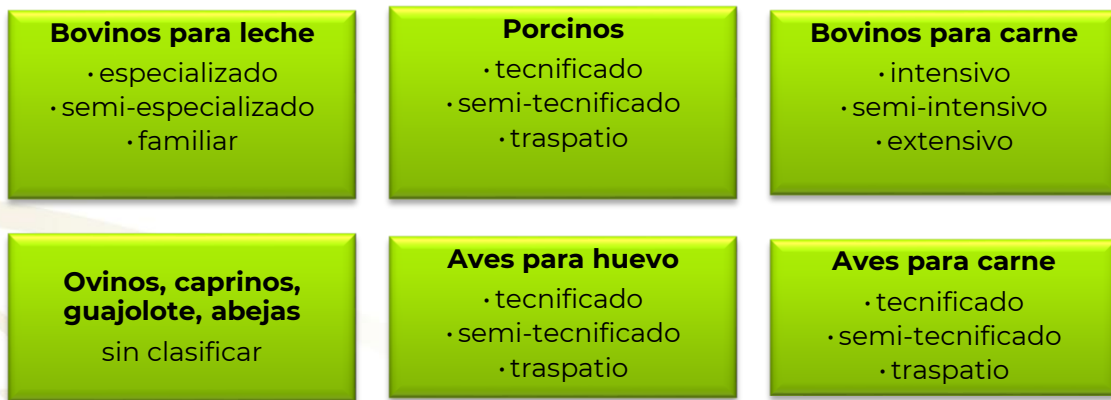 Bovinos para leche
· especializado
· semi-especializado
· familiar
Porcinos
· tecnificado
· semi-tecnificado
· traspatio
Bovinos para carne
· intensivo
· semi-intensivo
· extensivo
Ovinos, caprinos,
guajolote, abejas
sin clasificar
Aves para huevo
· tecnificado
· semi-tecnificado
· traspatio
Aves para carne
· tecnificado
· semi-tecnificado
· traspatio